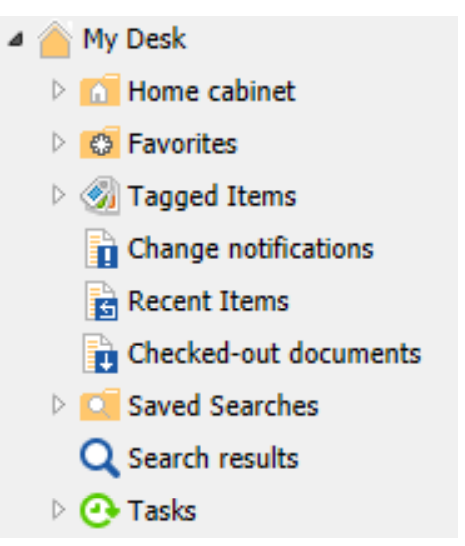 My Desk
Home cabinet
Favorites
Tagged Items
Change notifications
Recent Items
Checked-out documents
Saved Searches
Search results
Tasks